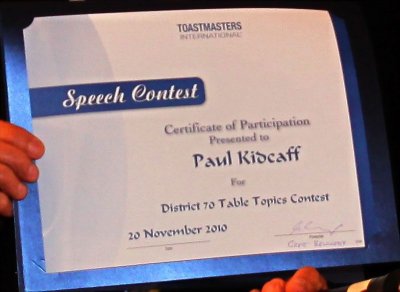 TOASTMASTERS
INTERNATIONAL
Speech Contest
Certificate of Participation
Presented to
Paul Kidcaff
For
District 70 Table Topics Contest
20 November 2010
Date